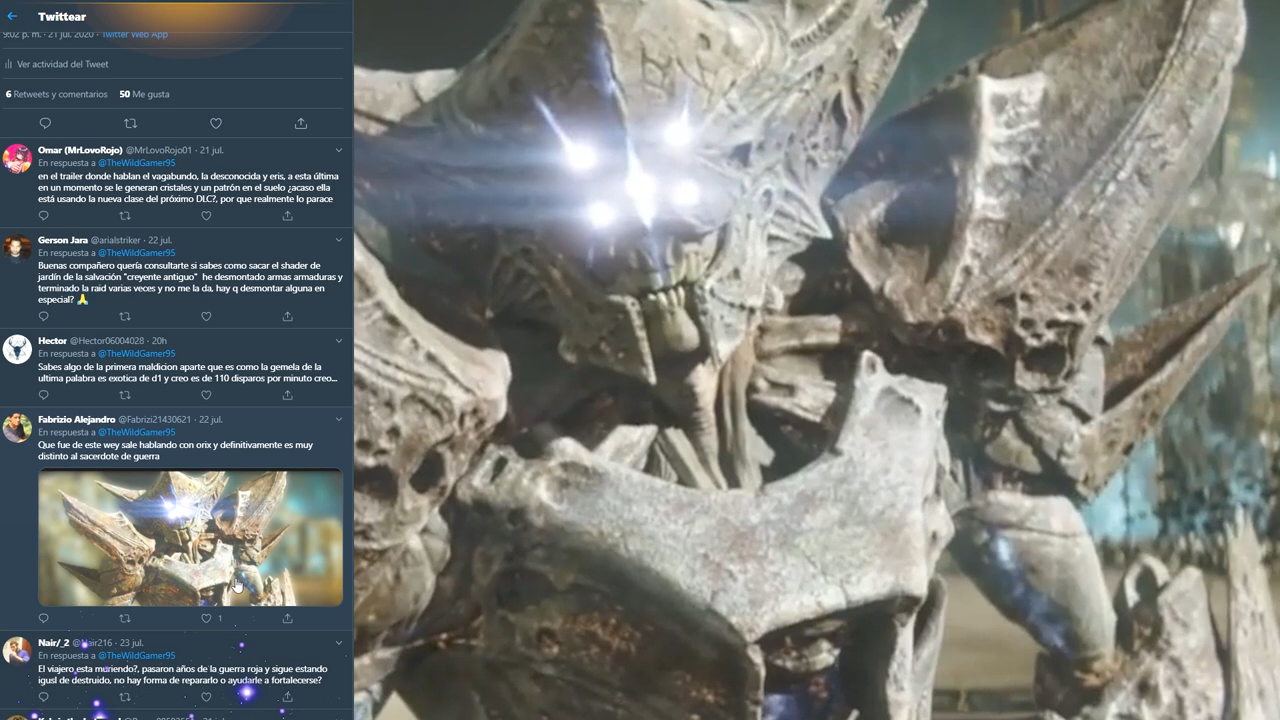 Twittear
9:02 p. m. · 21 jul. 2020 · Twitter Web App
Ver actividad del Tweet
6 Retweets y comentarios 50 Me gusta
Omar (MrLovoRojo) @MrLovoRojo01 · 21 jul.
En respuesta a @TheWildGamer95
en el trailer donde hablan el vagabundo, la desconocida y eris, a esta última
en un momento se le generan cristales y un patrón en el suelo ¿acaso ella
está usando la nueva clase del próximo DLC?, por que realmente lo parace
Gerson Jara @arialstriker · 22 jul.
En respuesta a @TheWildGamer95
Buenas compañero quería consultarte si sabes como sacar el shader de
jardín de la salvación "creyente antiguo" he desmontado armas armaduras y
terminado la raid varias veces y no me la da, hay q desmontar alguna en
especial? 🙏
Hector @Hector06004028 · 20h
En respuesta a @TheWildGamer95
Sabes algo de la primera maldicion aparte que es como la gemela de la
ultima palabra es exotica de d1 y creo es de 110 disparos por minuto creo...
Fabrizio Alejandro @Fabrizi21430621 · 22 jul.
En respuesta a @TheWildGamer95
Que fue de este wey sale hablando con orix y definitivamente es muy
distinto al sacerdote de guerra
1
Nair/_2 @Nair216 · 23 jul.
En respuesta a @TheWildGamer95
El viajero esta muriendo?, pasaron años de la guerra roja y sigue estando
igusl de destruido, no hay forma de repararlo o ayudarle a fortalecerse?